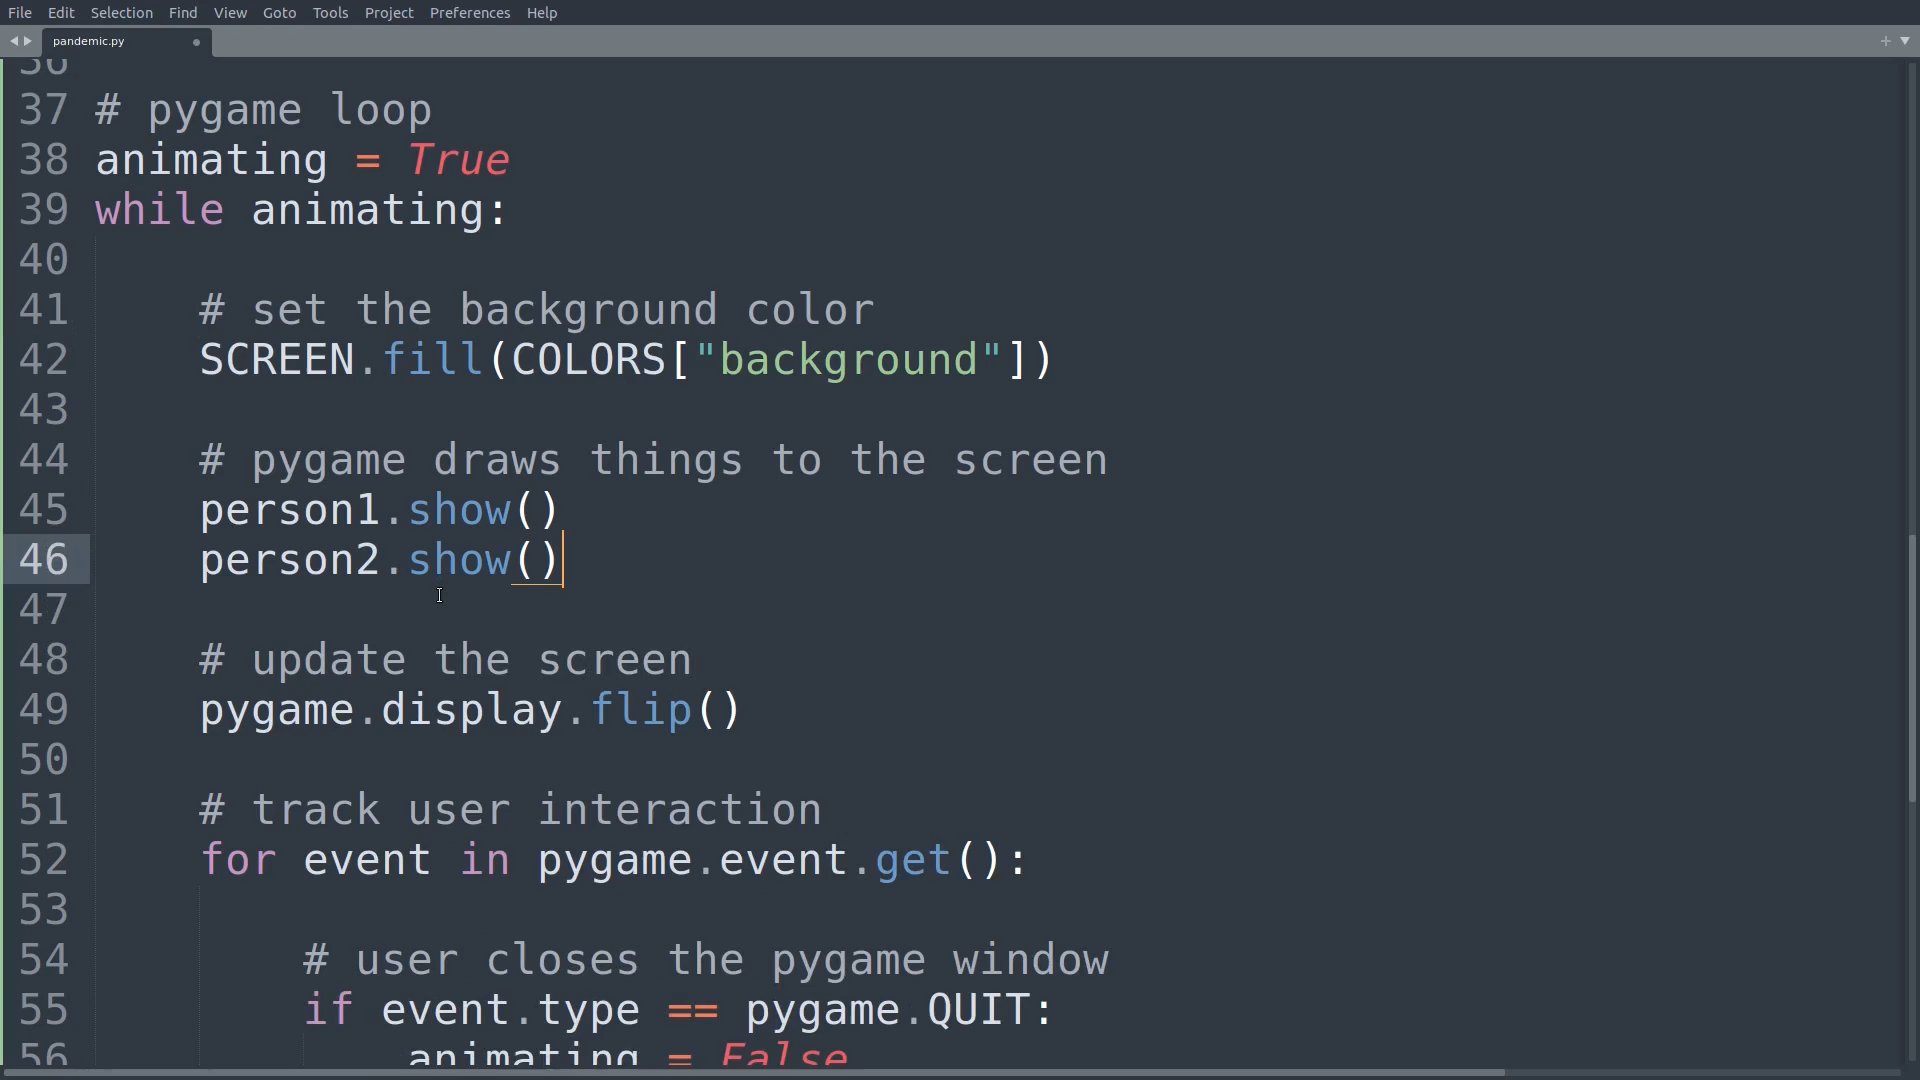 File Edit Selection Find View Goto Tools Project Preferences Help
pandemic.py
36
37 # pygame loop
38 animating = True
39 while animating:
40
41     # set the background color
42     SCREEN.fill(COLORS["background"])
43
44     # pygame draws things to the screen
45     person1.show()
46     person2.show()
47
48     # update the screen
49     pygame.display.flip()
50
51     # track user interaction
52     for event in pygame.event.get():
53
54         # user closes the pygame window
55         if event.type == pygame.QUIT:
56             animating = False